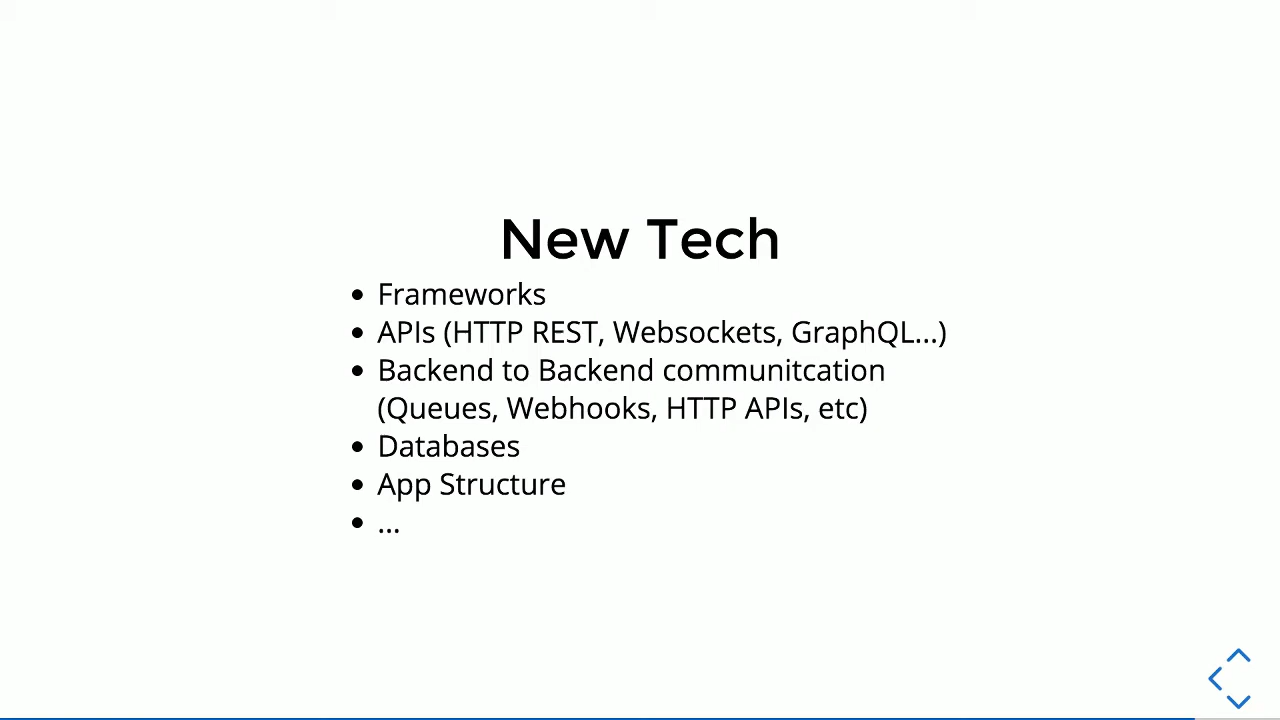 New Tech
• Frameworks
• APIs (HTTP REST, Websockets, GraphQL...)
• Backend to Backend communitcation
(Queues, Webhooks, HTTP APIs, etc)
• Databases
• App Structure
• ...